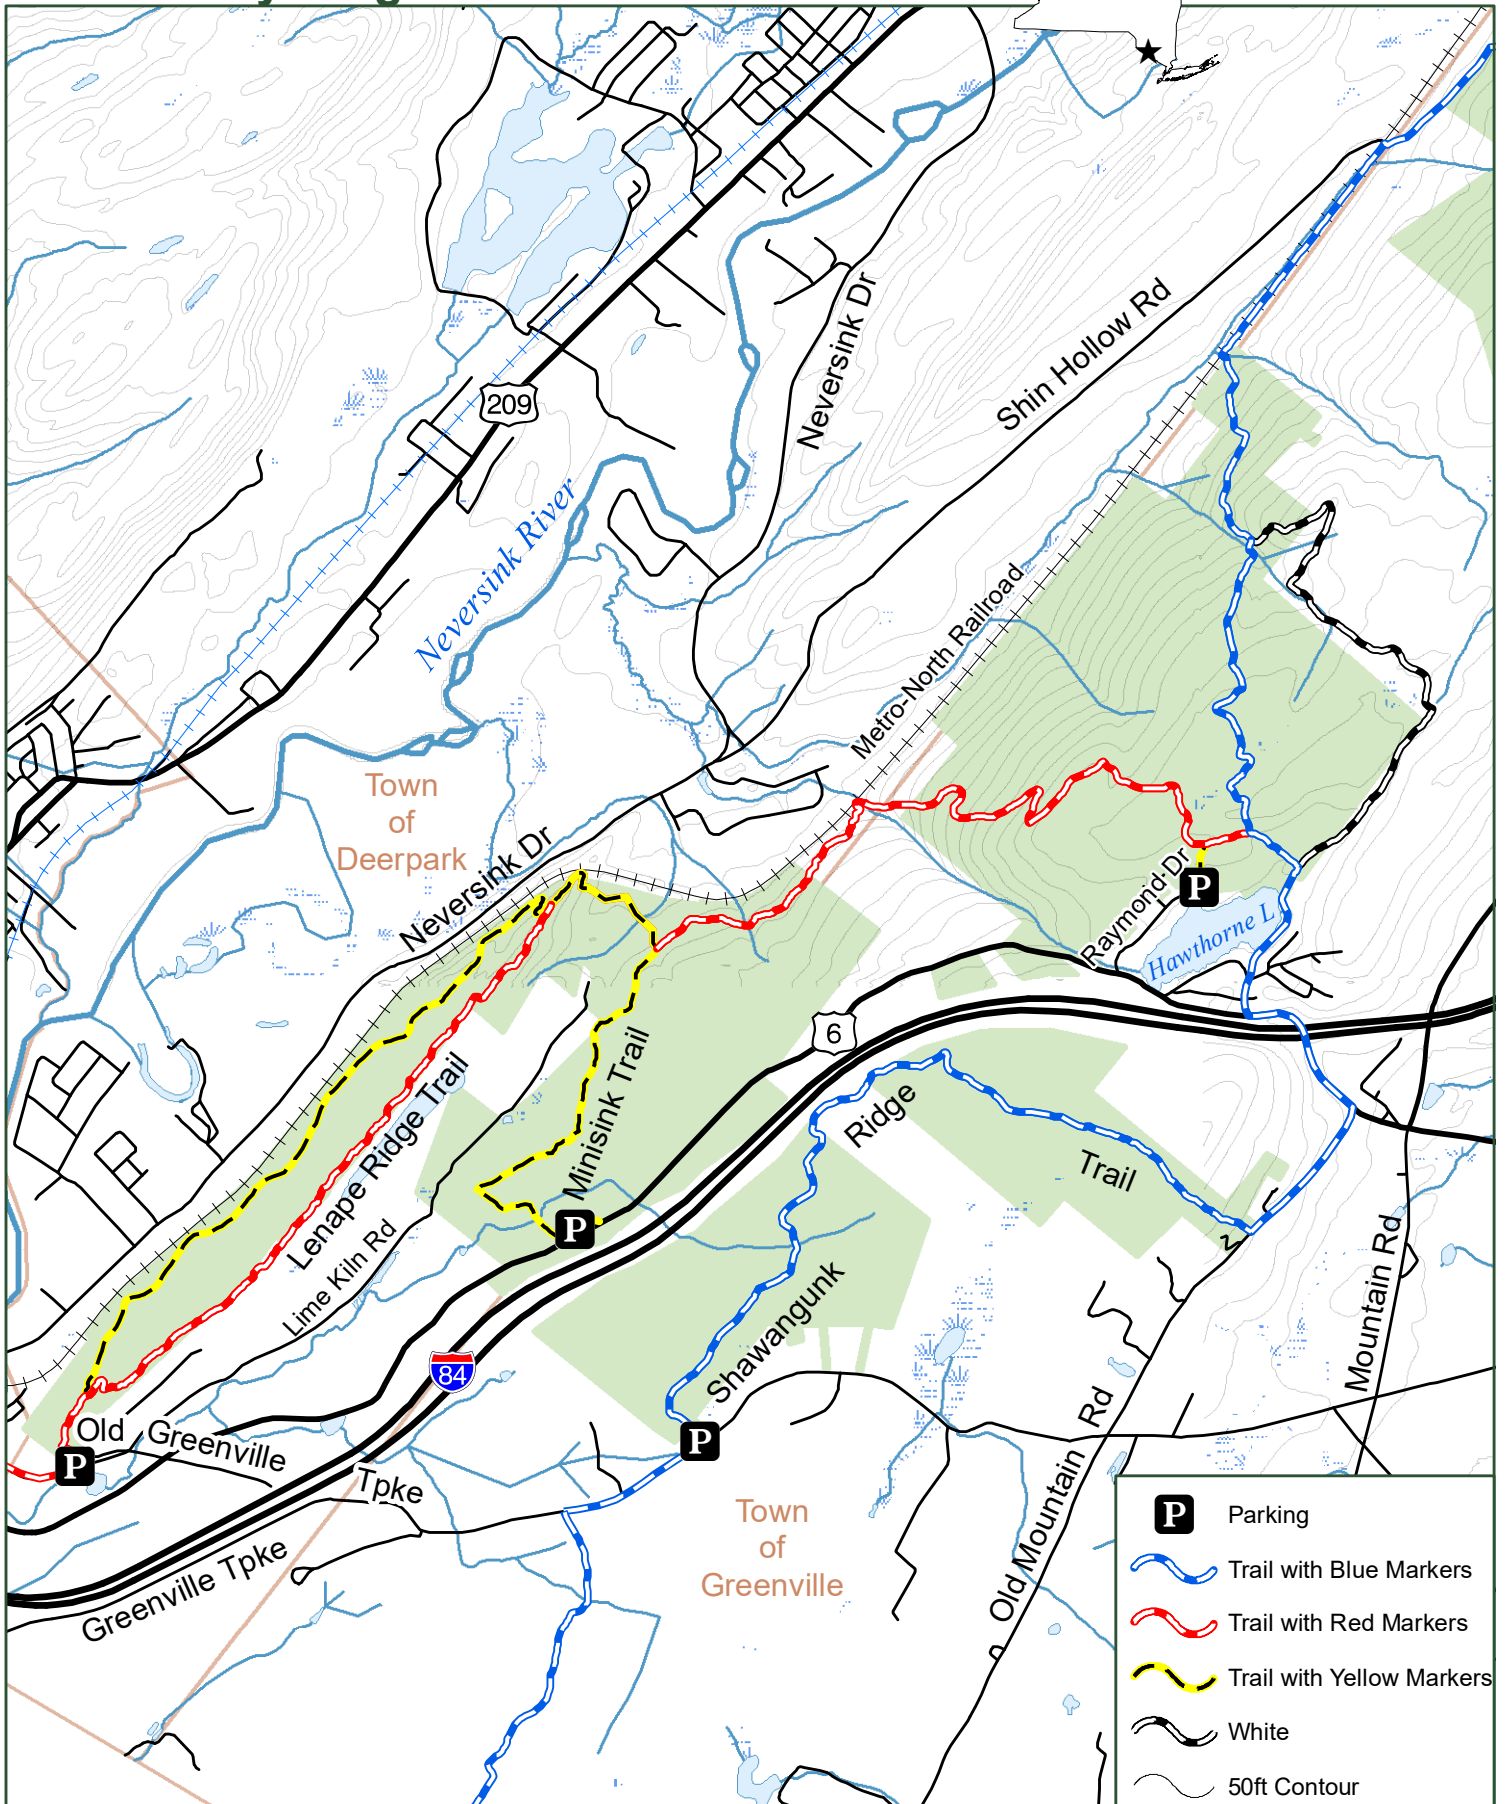 209
Neversink Dr
Shin Hollow Rd
Neversink River
Metro-North Railroad
Town
of
Deerpark
Neversink Dr
Raymond Dr
P
Hawthorne L
6
Minisink Trail
Lenape Ridge Trail
Ridge
Trail
P
Lime Kiln Rd
Shawangunk
Mountain Rd
84
Old Greenville
Tpke
P
P
Greenville Tpke
Town
of
Greenville
Old Mountain Rd
P Parking
Trail with Blue Markers
Trail with Red Markers
Trail with Yellow Markers
White
50ft Contour